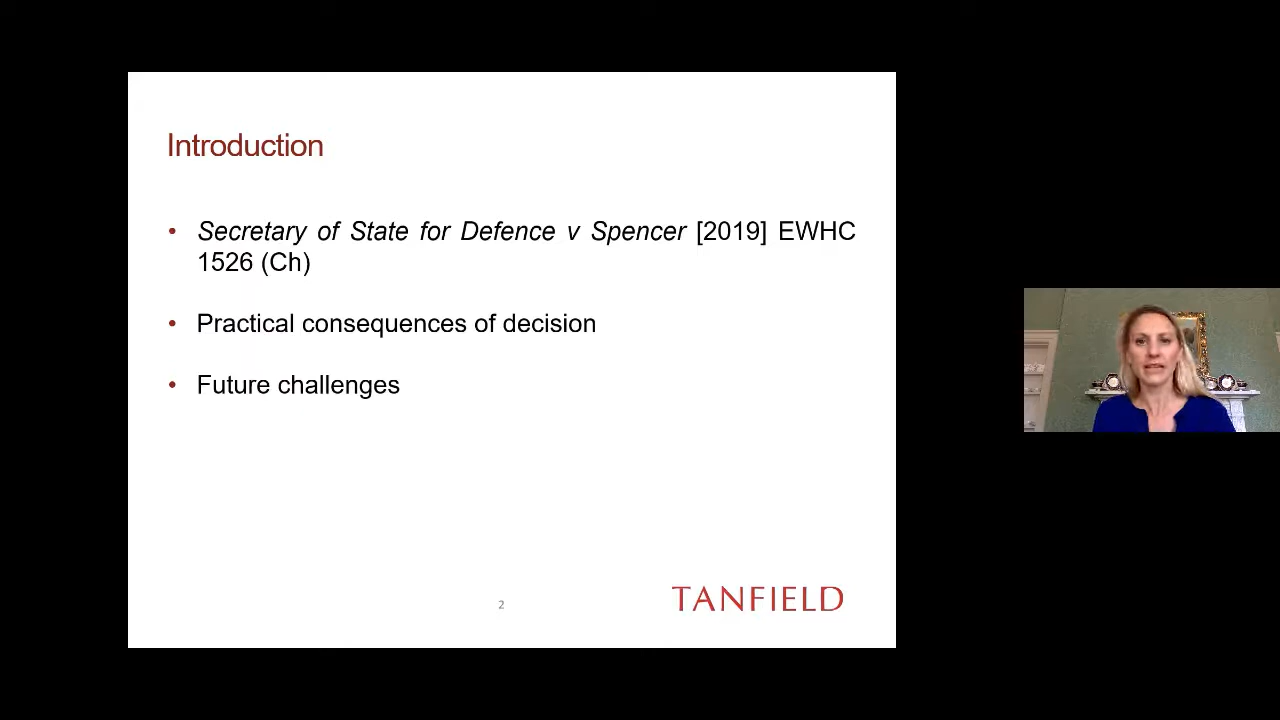 Introduction
• Secretary of State for Defence v Spencer [2019] EWHC
1526 (Ch)
• Practical consequences of decision
• Future challenges
2
TANFIELD